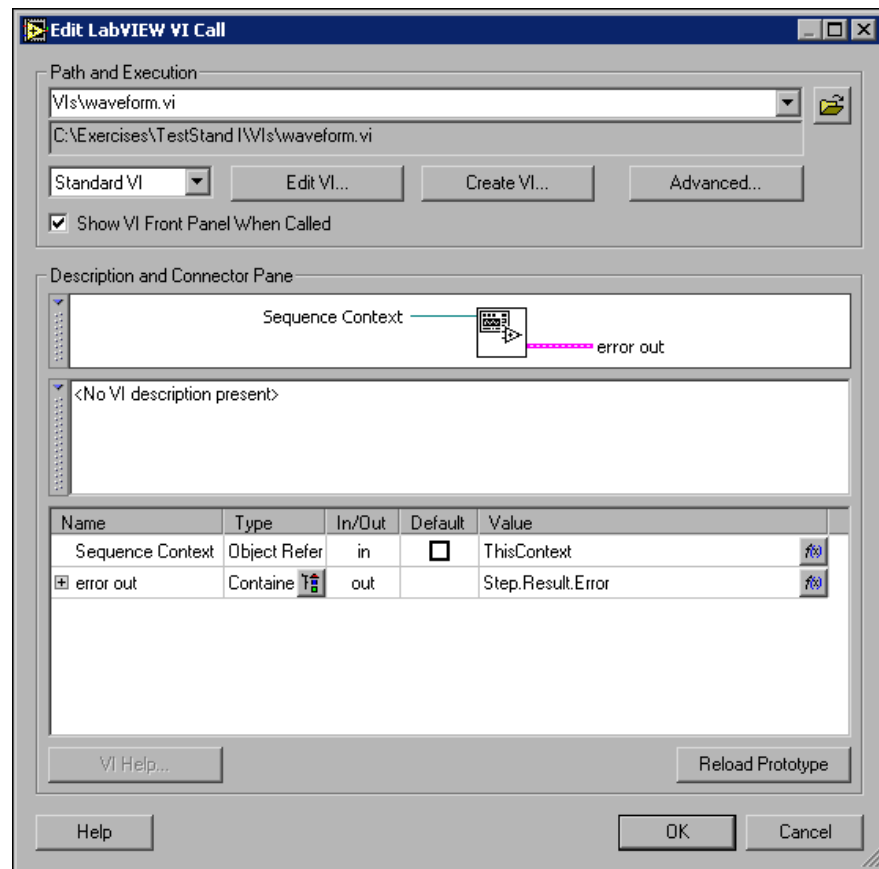 Edit LabVIEW VI Call
Path and Execution
VIs\waveform.vi
C:\Exercises\TestStand I\VIs\waveform.vi
Standard VI Edit VI... Create VI... Advanced...
Show VI Front Panel When Called
Description and Connector Pane
Sequence Context
error out
<No VI description present>
Name Type In/Out Default Value
Sequence Context Object Refer in ThisContext f(x)
error out Containe out Step.Result.Error f(x)
VI Help... Reload Prototype
Help OK Cancel